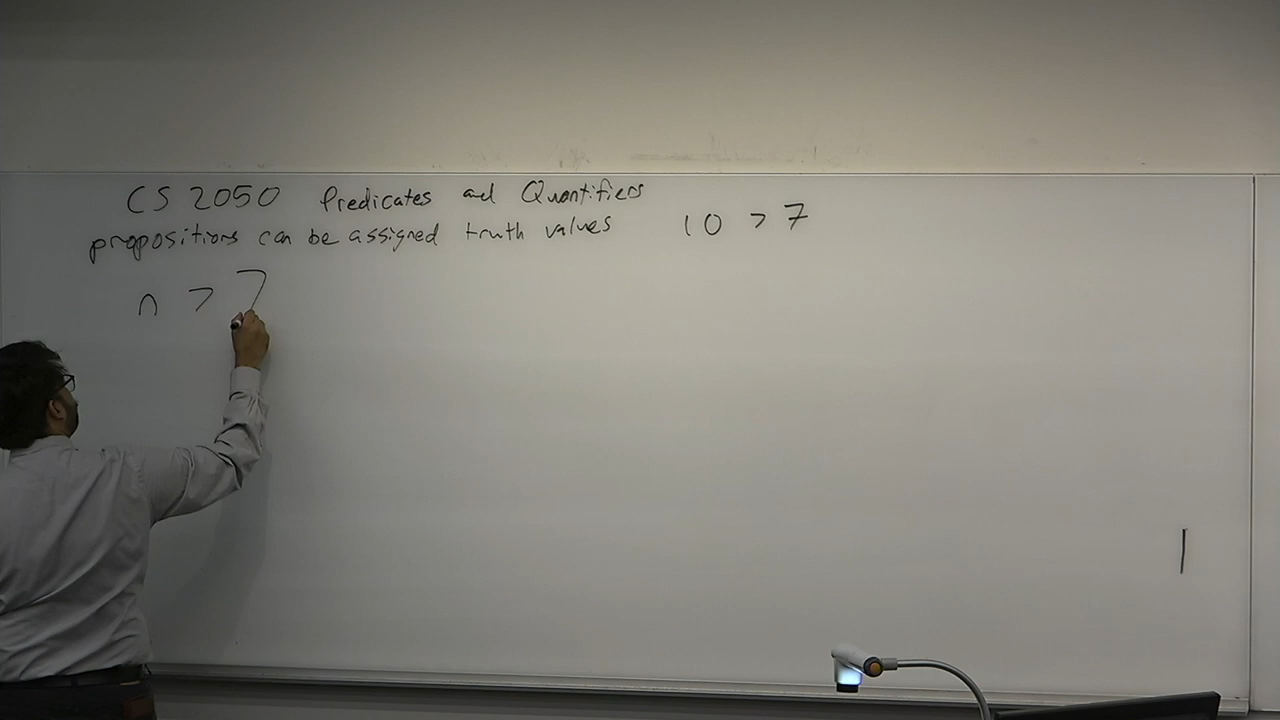 CS 2050 Predicates and Quantifiers
propositions can be assigned truth values 10 > 7
n > 7
|